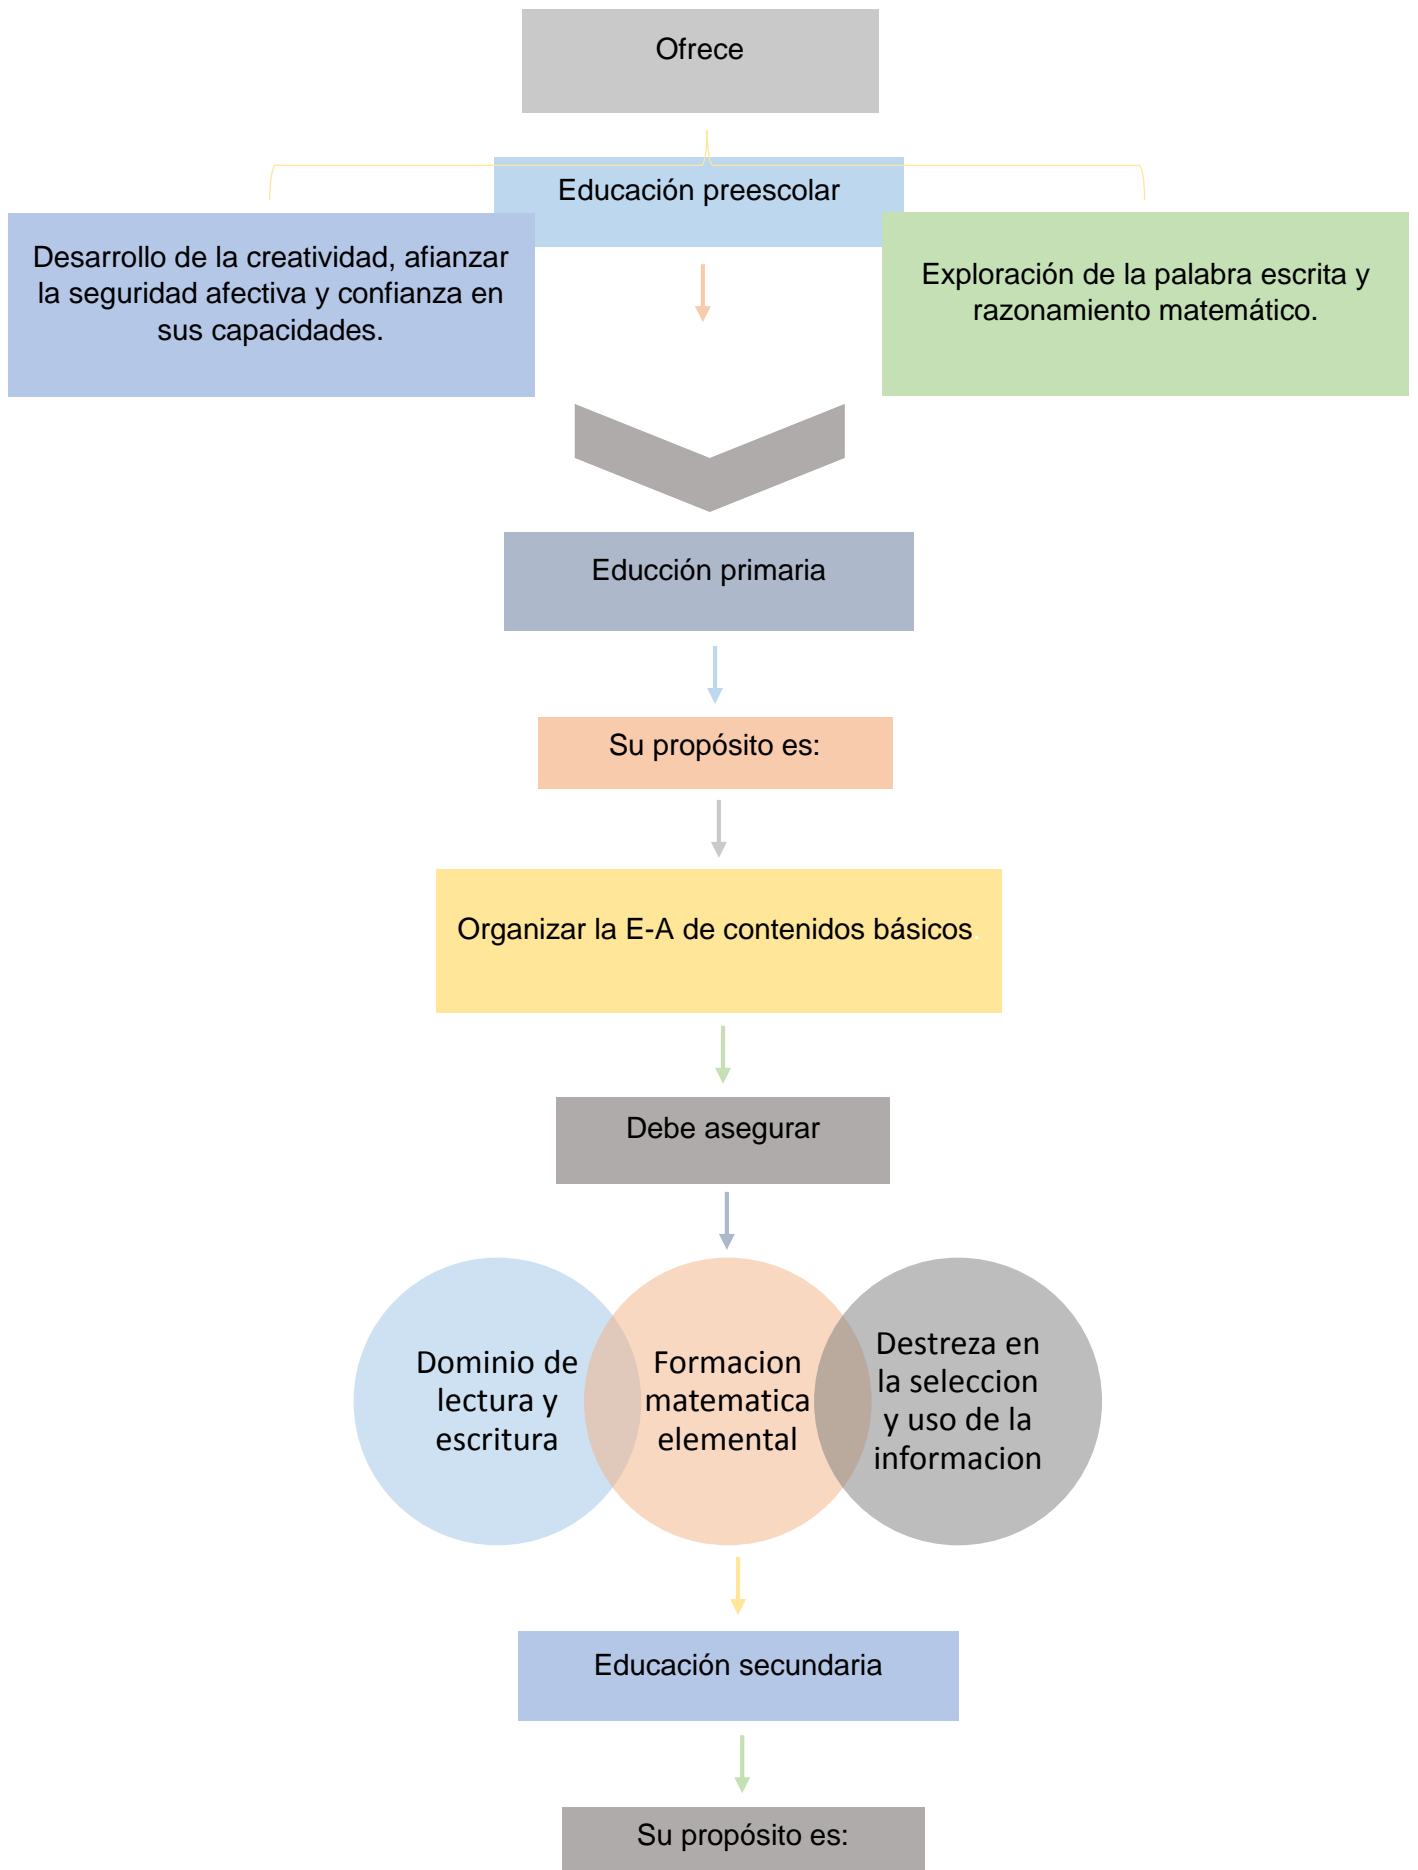 Ofrece
Educación preescolar
Desarrollo de la creatividad, afianzar
la seguridad afectiva y confianza en
sus capacidades.
Exploración de la palabra escrita y
razonamiento matemático.
Educción primaria
Su propósito es:
Organizar la E-A de contenidos básicos.
Debe asegurar
Dominio de
lectura y
escritura
Formacion
matematica
elemental
Destreza en
la seleccion
y uso de la
informacion
Educación secundaria
Su propósito es: